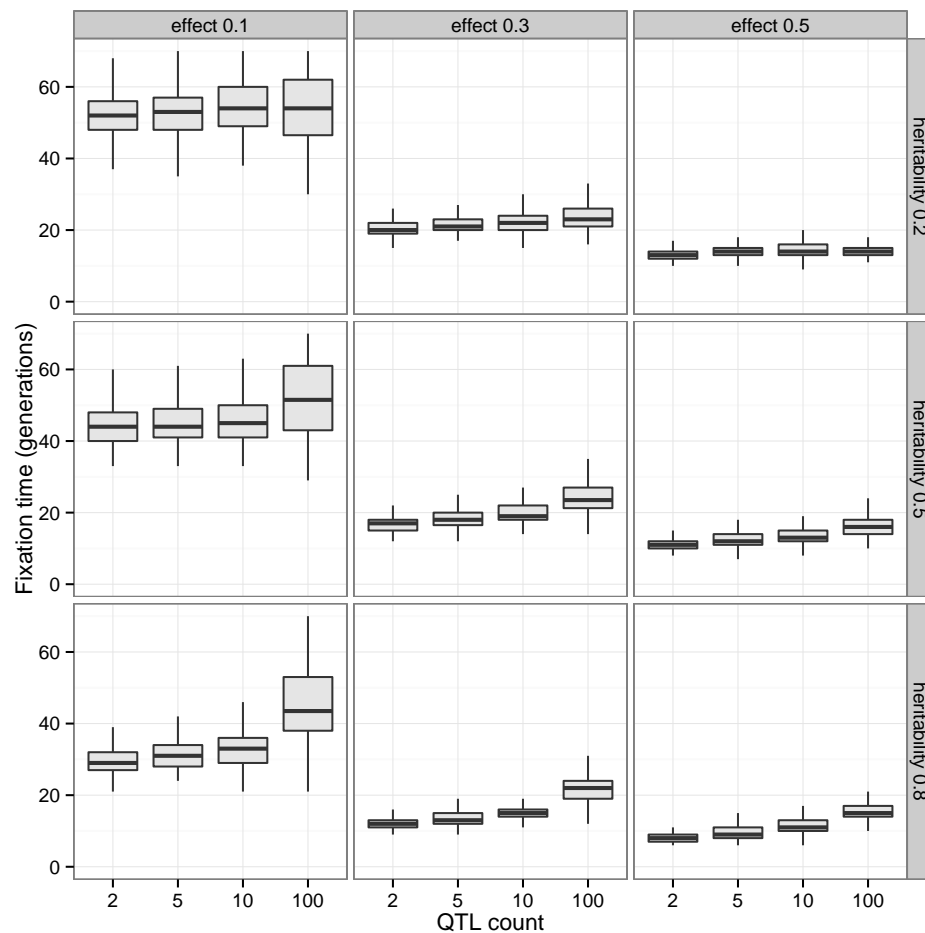 effect 0.1
effect 0.3
effect 0.5
60
40
20
0
heritability 0.2
Fixation time (generations)
60
40
20
0
heritability 0.5
60
40
20
0
heritability 0.8
2 5 10 100
2 5 10 100
2 5 10 100
QTL count